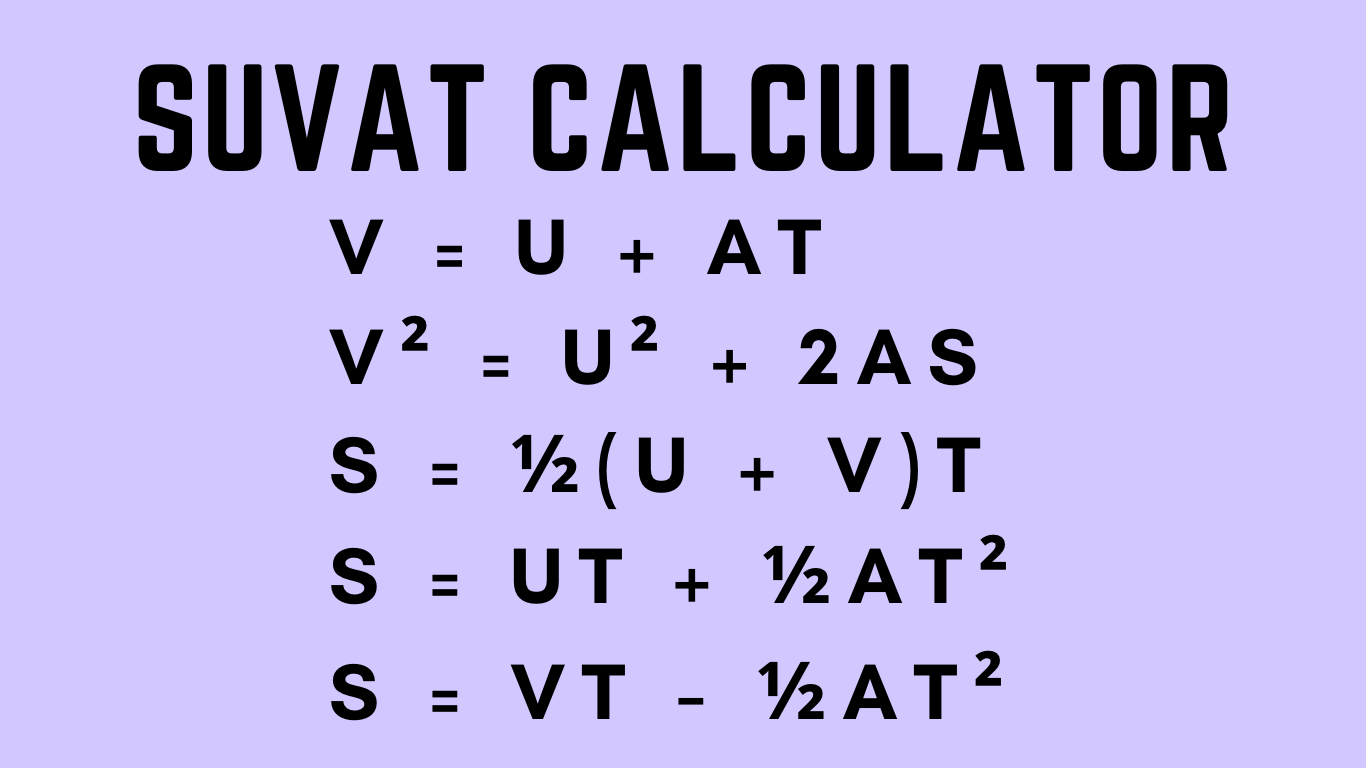 SUVAT CALCULATOR
V = U + AT
V² = U² + 2AS
S = ½(U + V)T
S = UT + ½AT²
S = VT - ½AT²